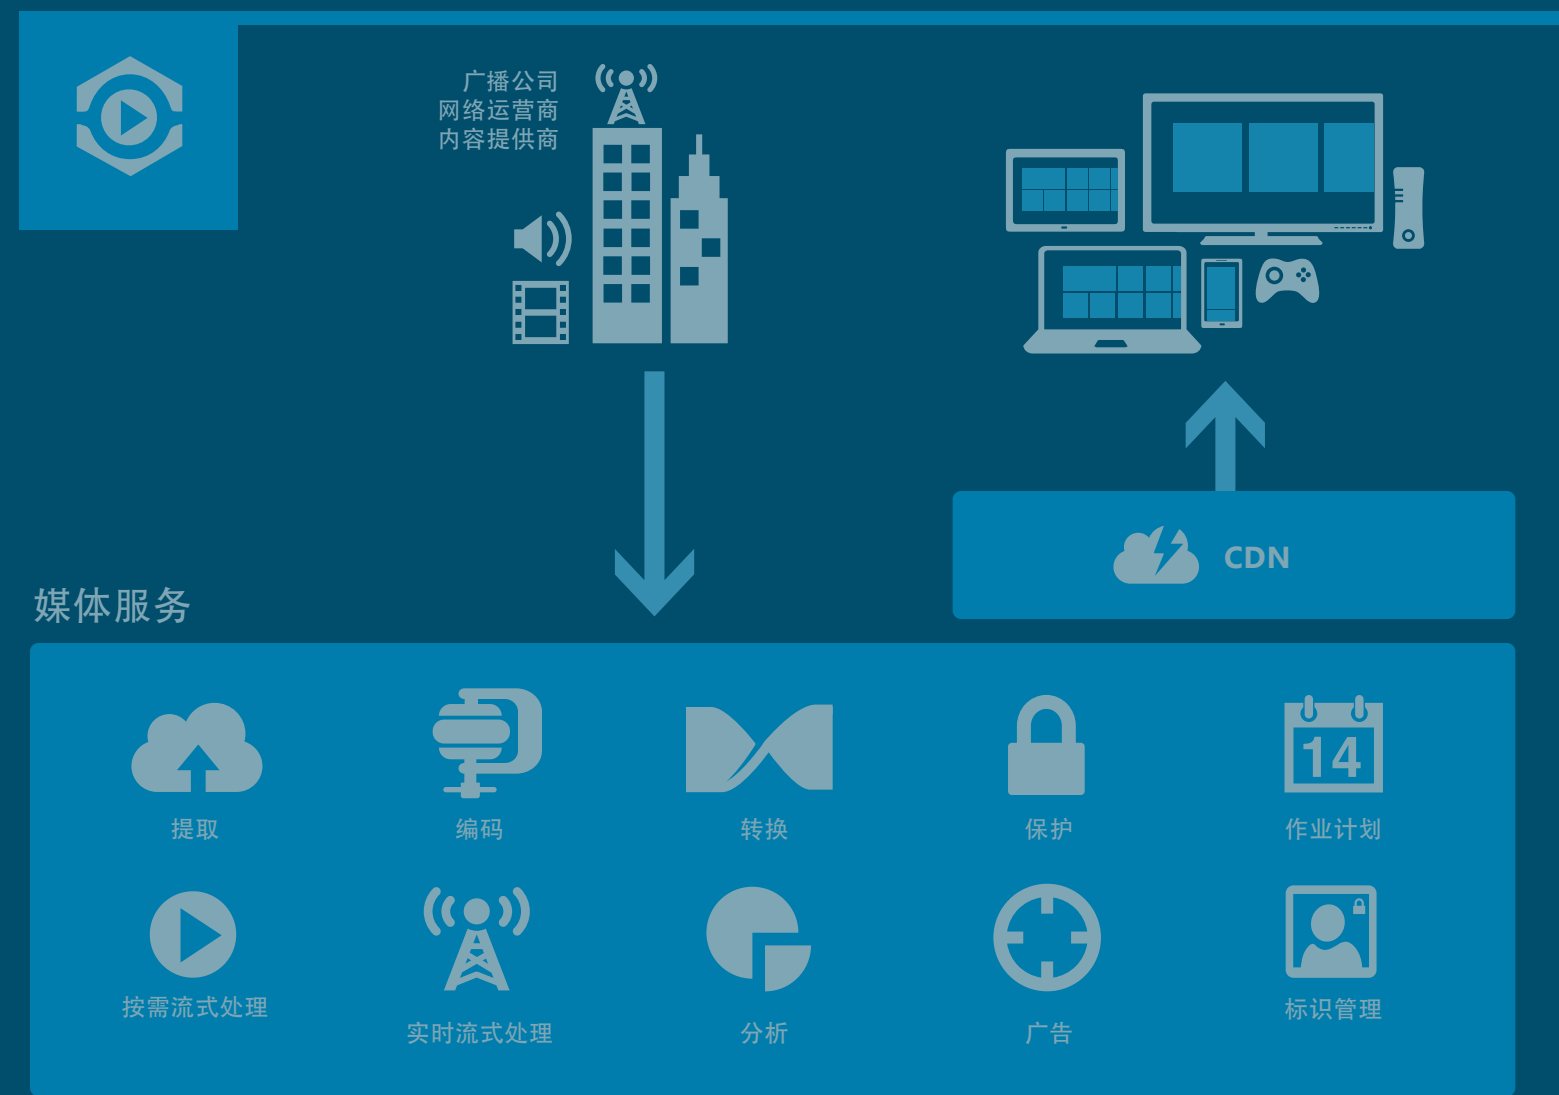 广播公司
网络运营商
内容提供商
CDN
媒体服务
提取
编码
转换
保护
14
作业计划
按需流式处理
实时流式处理
分析
广告
标识管理